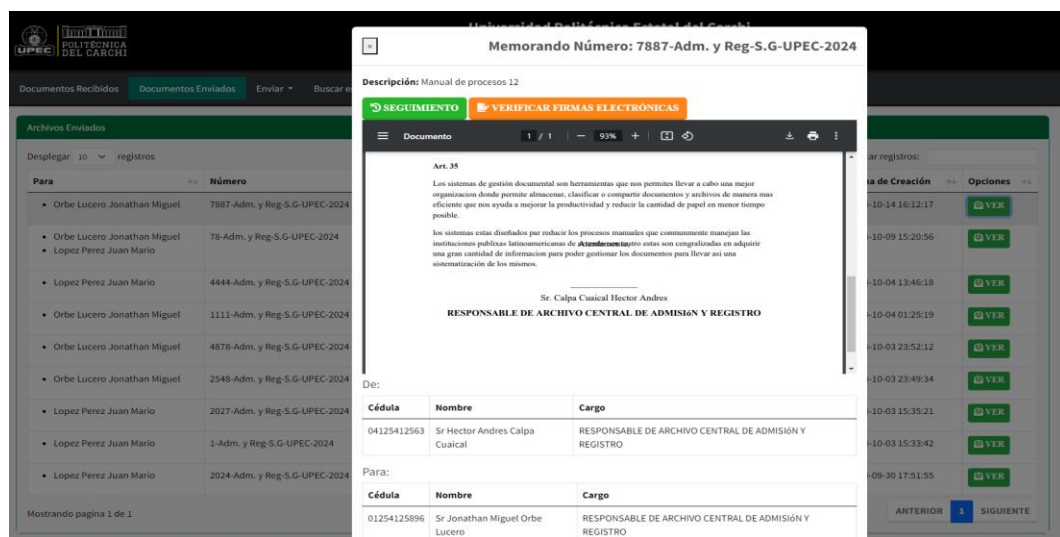 Universidad Politécnica Estatal del Carchi
UPEC
POLITÉCNICA
DEL CARCHI
Documentos Recibidos
Documentos Enviados
Enviar
Buscar
Archivos Enviados
Desplegar 10 registros
ar registros:
Para
Número
a de Creación
Opciones
• Orbe Lucero Jonathan Miguel
7887-Adm. y Reg-S.G-UPEC-2024
-10-14 16:12:17
VER
• Orbe Lucero Jonathan Miguel
• Lopez Perez Juan Mario
78-Adm. y Reg-S.G-UPEC-2024
-10-09 15:20:56
VER
• Lopez Perez Juan Mario
4444-Adm. y Reg-S.G-UPEC-2024
-10-04 13:46:18
VER
• Orbe Lucero Jonathan Miguel
1111-Adm. y Reg-S.G-UPEC-2024
-10-04 01:25:19
VER
• Orbe Lucero Jonathan Miguel
4878-Adm. y Reg-S.G-UPEC-2024
-10-03 23:52:12
VER
• Orbe Lucero Jonathan Miguel
2548-Adm. y Reg-S.G-UPEC-2024
-10-03 23:49:34
VER
• Lopez Perez Juan Mario
2027-Adm. y Reg-S.G-UPEC-2024
-10-03 15:35:21
VER
• Lopez Perez Juan Mario
1-Adm. y Reg-S.G-UPEC-2024
-10-03 15:33:42
VER
• Lopez Perez Juan Mario
2024-Adm. y Reg-S.G-UPEC-2024
-09-30 17:51:55
VER
Mostrando pagina 1 de 1
ANTERIOR 1 SIGUIENTE
×
Memorando Número: 7887-Adm. y Reg-S.G-UPEC-2024
Descripción: Manual de procesos 12
SEGUIMIENTO
VERIFICAR FIRMAS ELECTRÓNICAS
Documento
1 / 1
— 93% +
Art. 35
Los sistemas de gestión documental son herramientas que nos permites llevar a cabo una mejor
organizacion donde permite almacenar, clasificar o compartir documentos y archivos de manera mas
eficiente que nos ayuda a mejorar la productividad y reducir la cantidad de papel en menor tiempo
posible.
los sistemas estas diseñados par reducir los procesos manuales que conmunmente manejan las
instituciones publixas latinoamericanas de estas son congralizadas en adquirir
una gran cantidad de informacion para poder gestionar los documentos para llevar asi una
sistematización de los mismos.
Sr. Calpa Cuaical Hector Andres
RESPONSABLE DE ARCHIVO CENTRAL DE ADMISIóN Y REGISTRO
De:
Cédula
Nombre
Cargo
04125412563
Sr Hector Andres Calpa
Cuaical
RESPONSABLE DE ARCHIVO CENTRAL DE ADMISIóN Y
REGISTRO
Para:
Cédula
Nombre
Cargo
01254125896
Sr Jonathan Miguel Orbe
Lucero
RESPONSABLE DE ARCHIVO CENTRAL DE ADMISIóN Y
REGISTRO